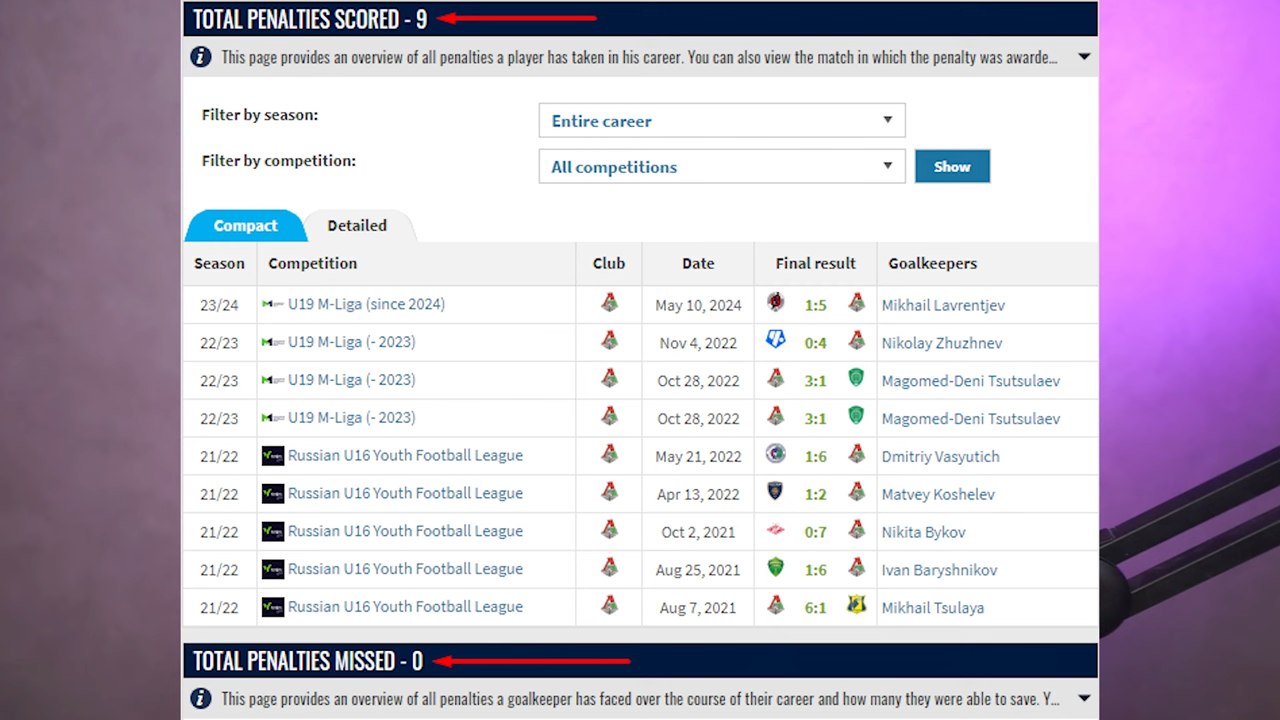 TOTAL PENALTIES SCORED - 9
This page provides an overview of all penalties a player has taken in his career. You can also view the match in which the penalty was awarde...
Filter by season:
Entire career
Filter by competition:
All competitions
Show
Compact Detailed
Season Competition Club Date Final result Goalkeepers
23/24 U19 M-Liga (since 2024) May 10, 2024 1:5 Mikhail Lavrentjev
22/23 U19 M-Liga (- 2023) Nov 4, 2022 0:4 Nikolay Zhuzhnev
22/23 U19 M-Liga (- 2023) Oct 28, 2022 3:1 Magomed-Deni Tsutsulaev
22/23 U19 M-Liga (- 2023) Oct 28, 2022 3:1 Magomed-Deni Tsutsulaev
21/22 Russian U16 Youth Football League May 21, 2022 1:6 Dmitriy Vasyutich
21/22 Russian U16 Youth Football League Apr 13, 2022 1:2 Matvey Koshelev
21/22 Russian U16 Youth Football League Oct 2, 2021 0:7 Nikita Bykov
21/22 Russian U16 Youth Football League Aug 25, 2021 1:6 Ivan Baryshnikov
21/22 Russian U16 Youth Football League Aug 7, 2021 6:1 Mikhail Tsulaya
TOTAL PENALTIES MISSED - 0
This page provides an overview of all penalties a goalkeeper has faced over the course of their career and how many they were able to save. Y...